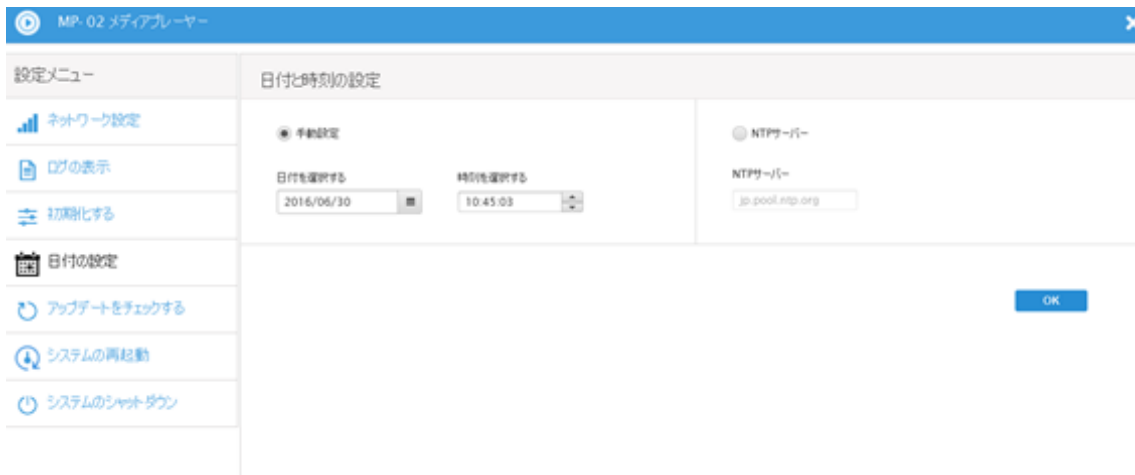 MP- 02 メディアプレーヤー
設定メニュー
ネットワーク設定
ログの表示
初期化する
日付の設定
アップデートをチェックする
システムの再起動
システムのシャットダウン
日付と時刻の設定
手動設定
NTPサーバー
日付を選択する
時刻を選択する
NTPサーバー
2016/06/30
10:45:03
jp.pool.ntp.org
OK